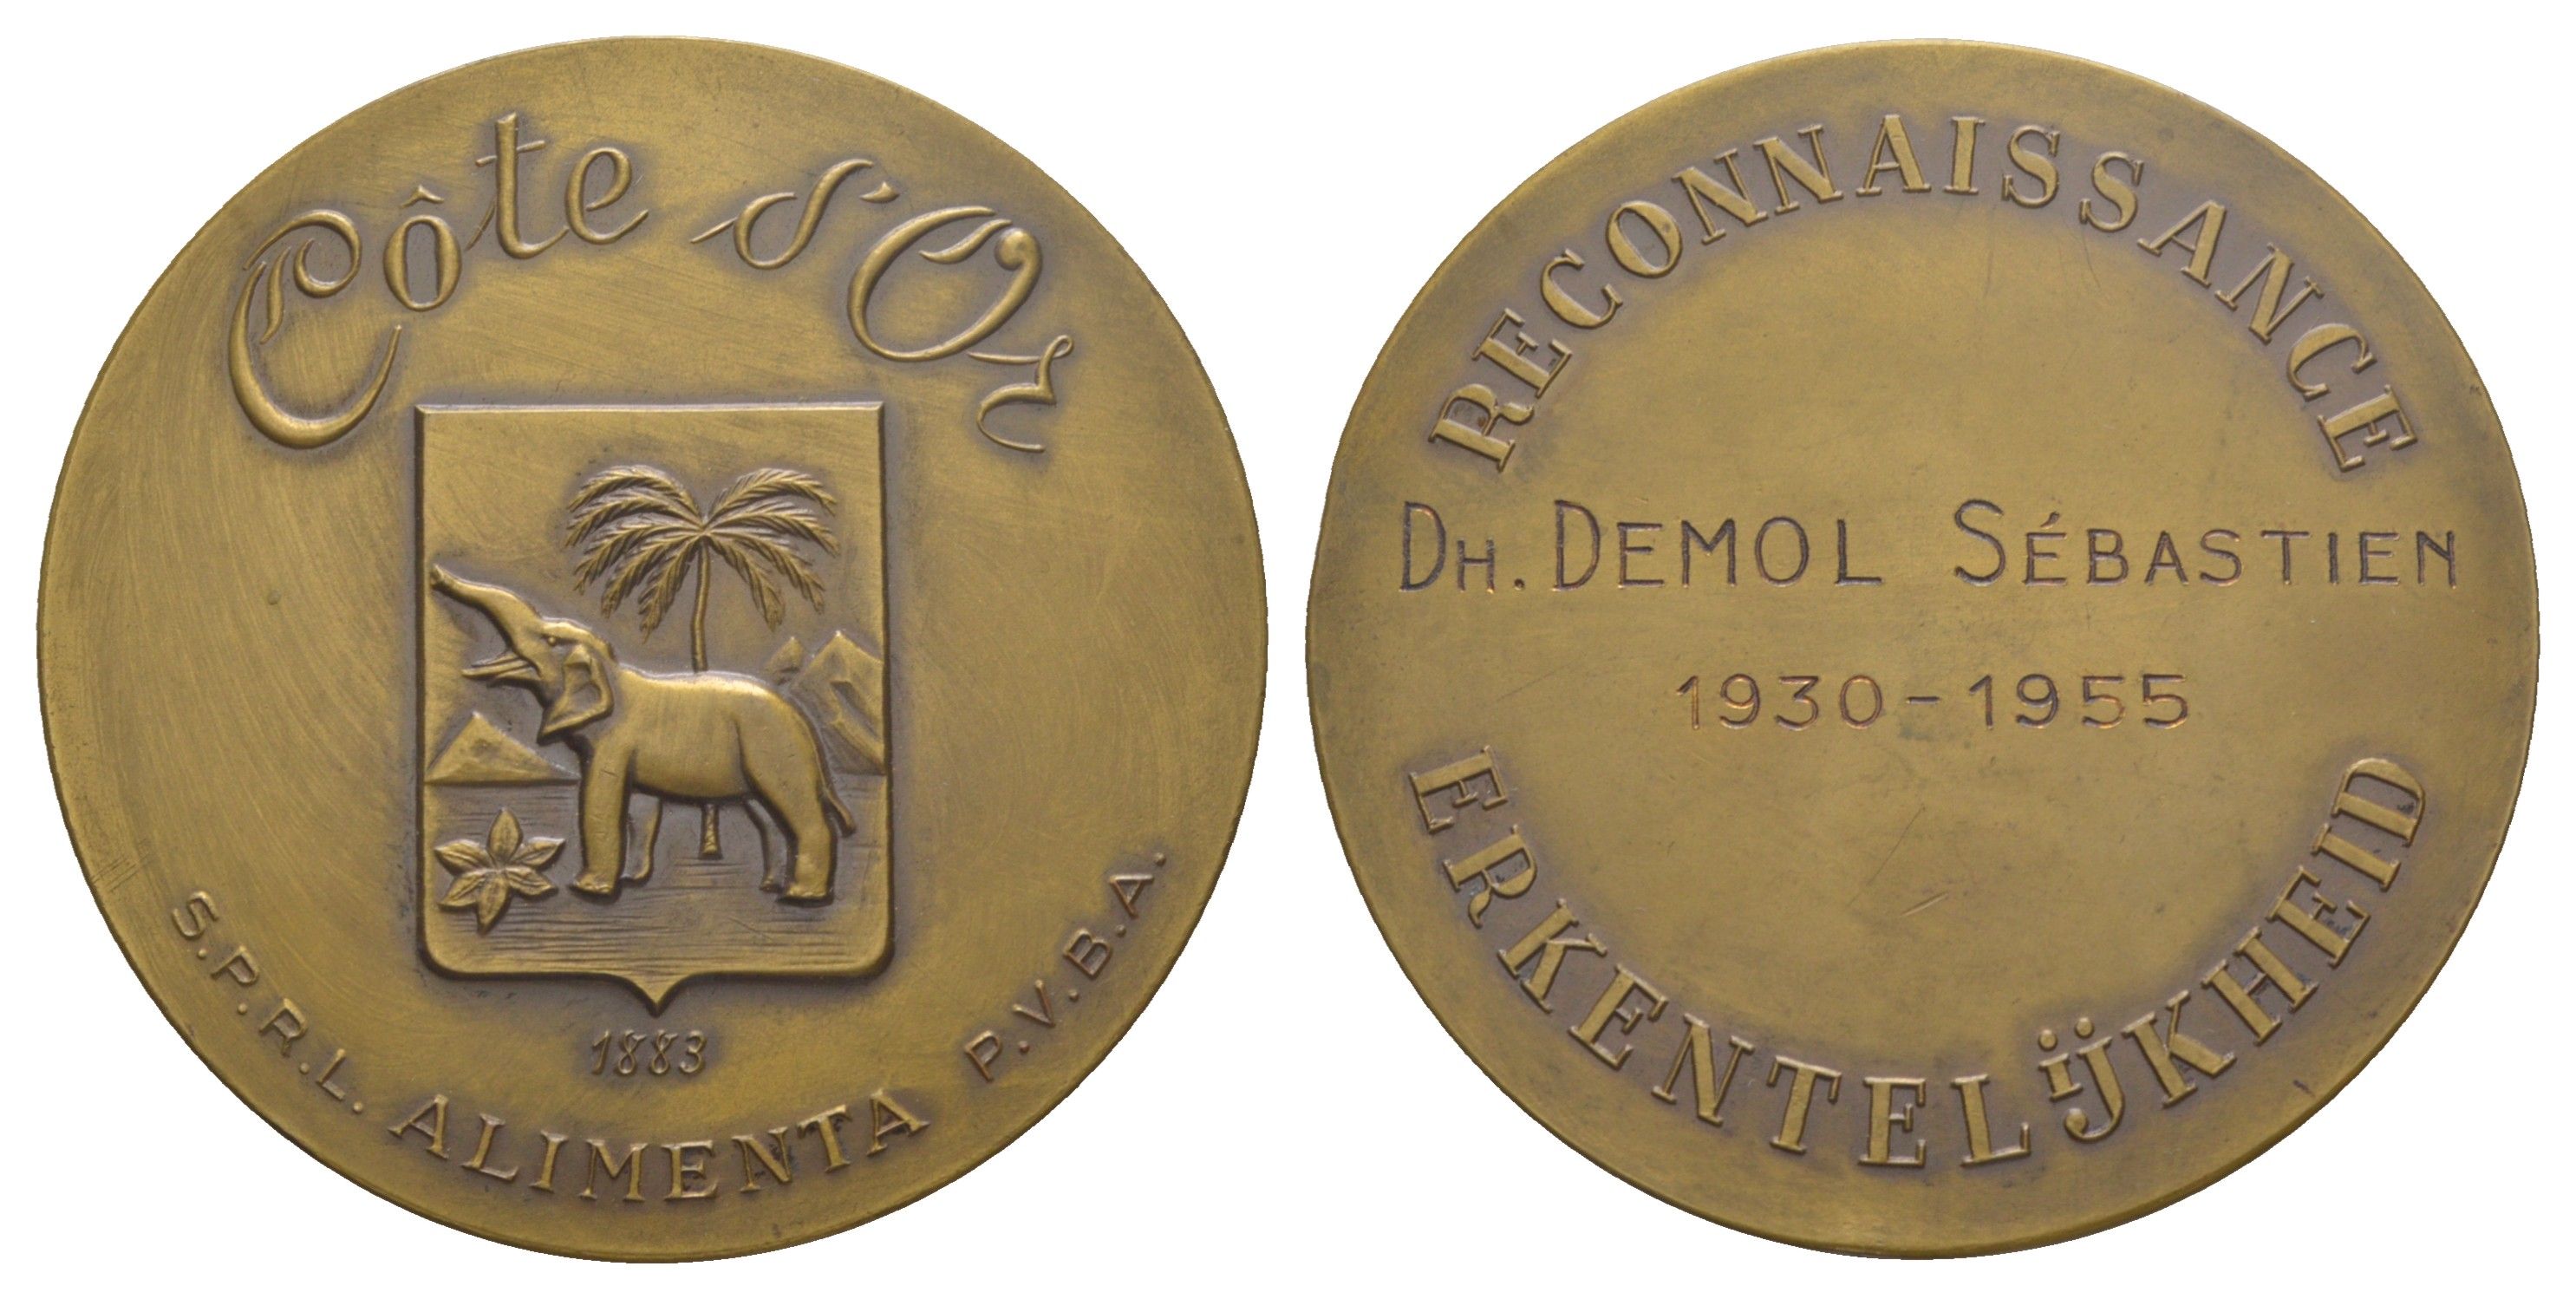 Côte d'Or
1883
S.P.R.L. ALIMENTA P.V.B.A.
RECONNAISSANCE
DH. DEMOL SÉBASTIEN
1930-1955
ERKENTELIJKHEID